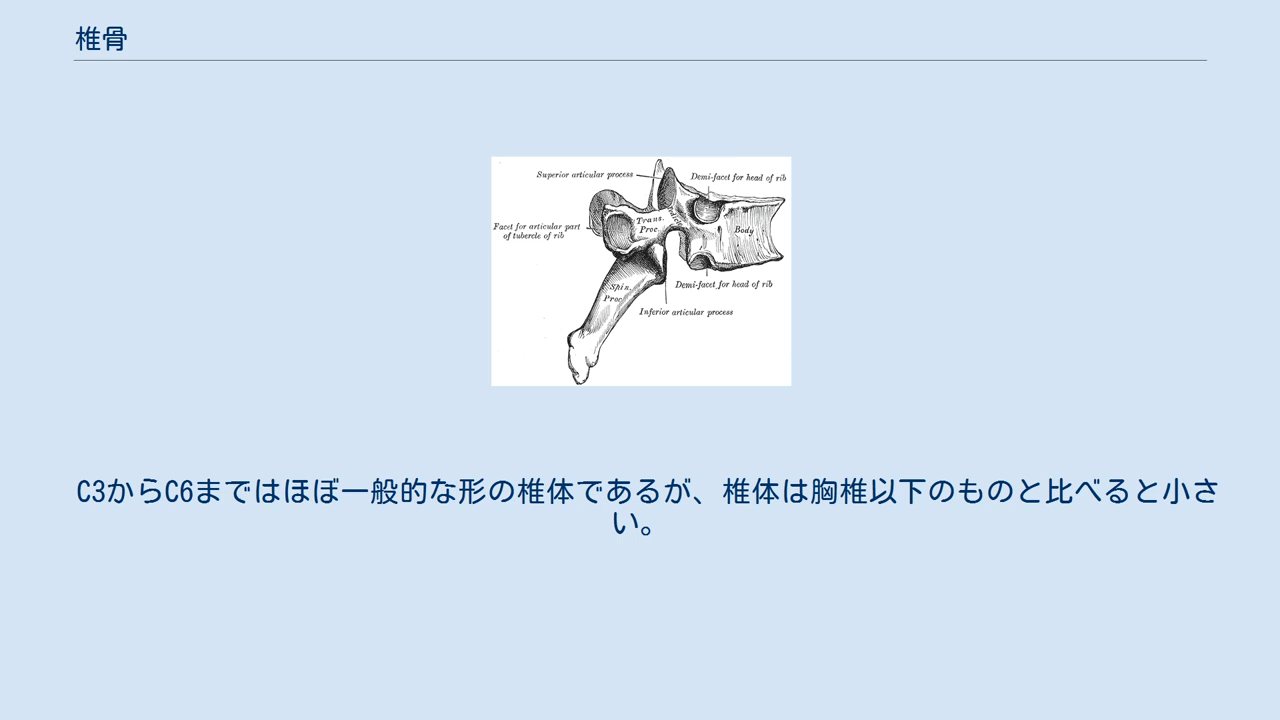 椎骨
Superior articular process
Demi-facet for head of rib
Facet for articular part
of tubercle of rib
Trans.
Proc
Body
Spin.
Proc
Demi-facet for head of rib
Inferior articular process
C3からC6まではほぼ一般的な形の椎体であるが、椎体は胸椎以下のものと比べると小さ
い。